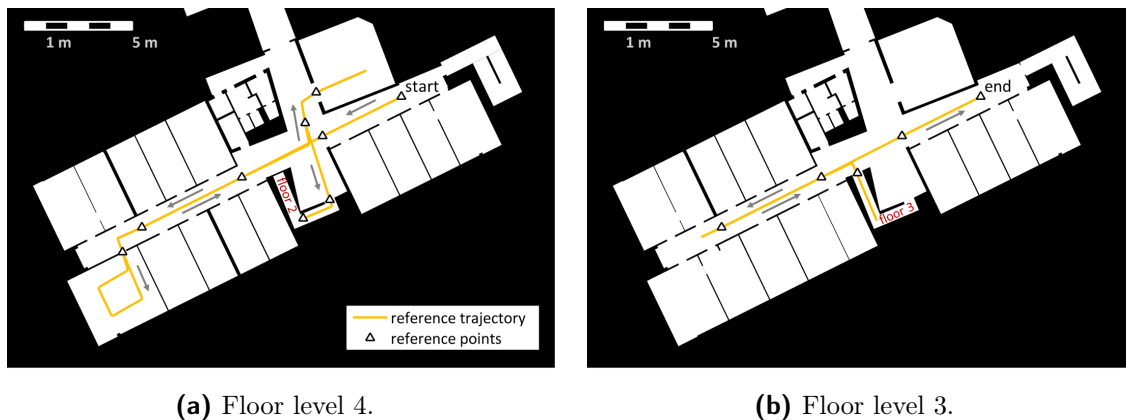 1 m 5 m
start
floor 2
reference trajectory
reference points
(a) Floor level 4.
1 m 5 m
end
floor 3
(b) Floor level 3.